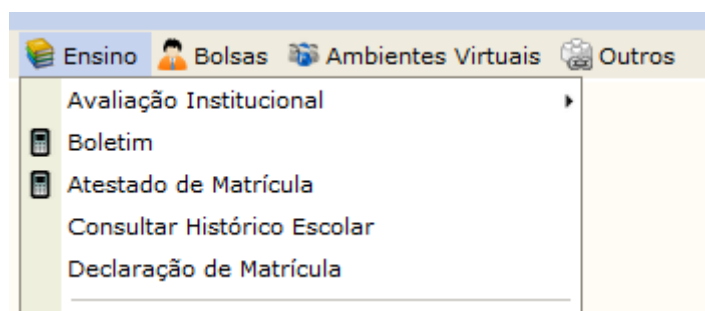 Ensino Bolsas Ambientes Virtuais Outros
Avaliação Institucional
Boletim
Atestado de Matrícula
Consultar Histórico Escolar
Declaração de Matrícula